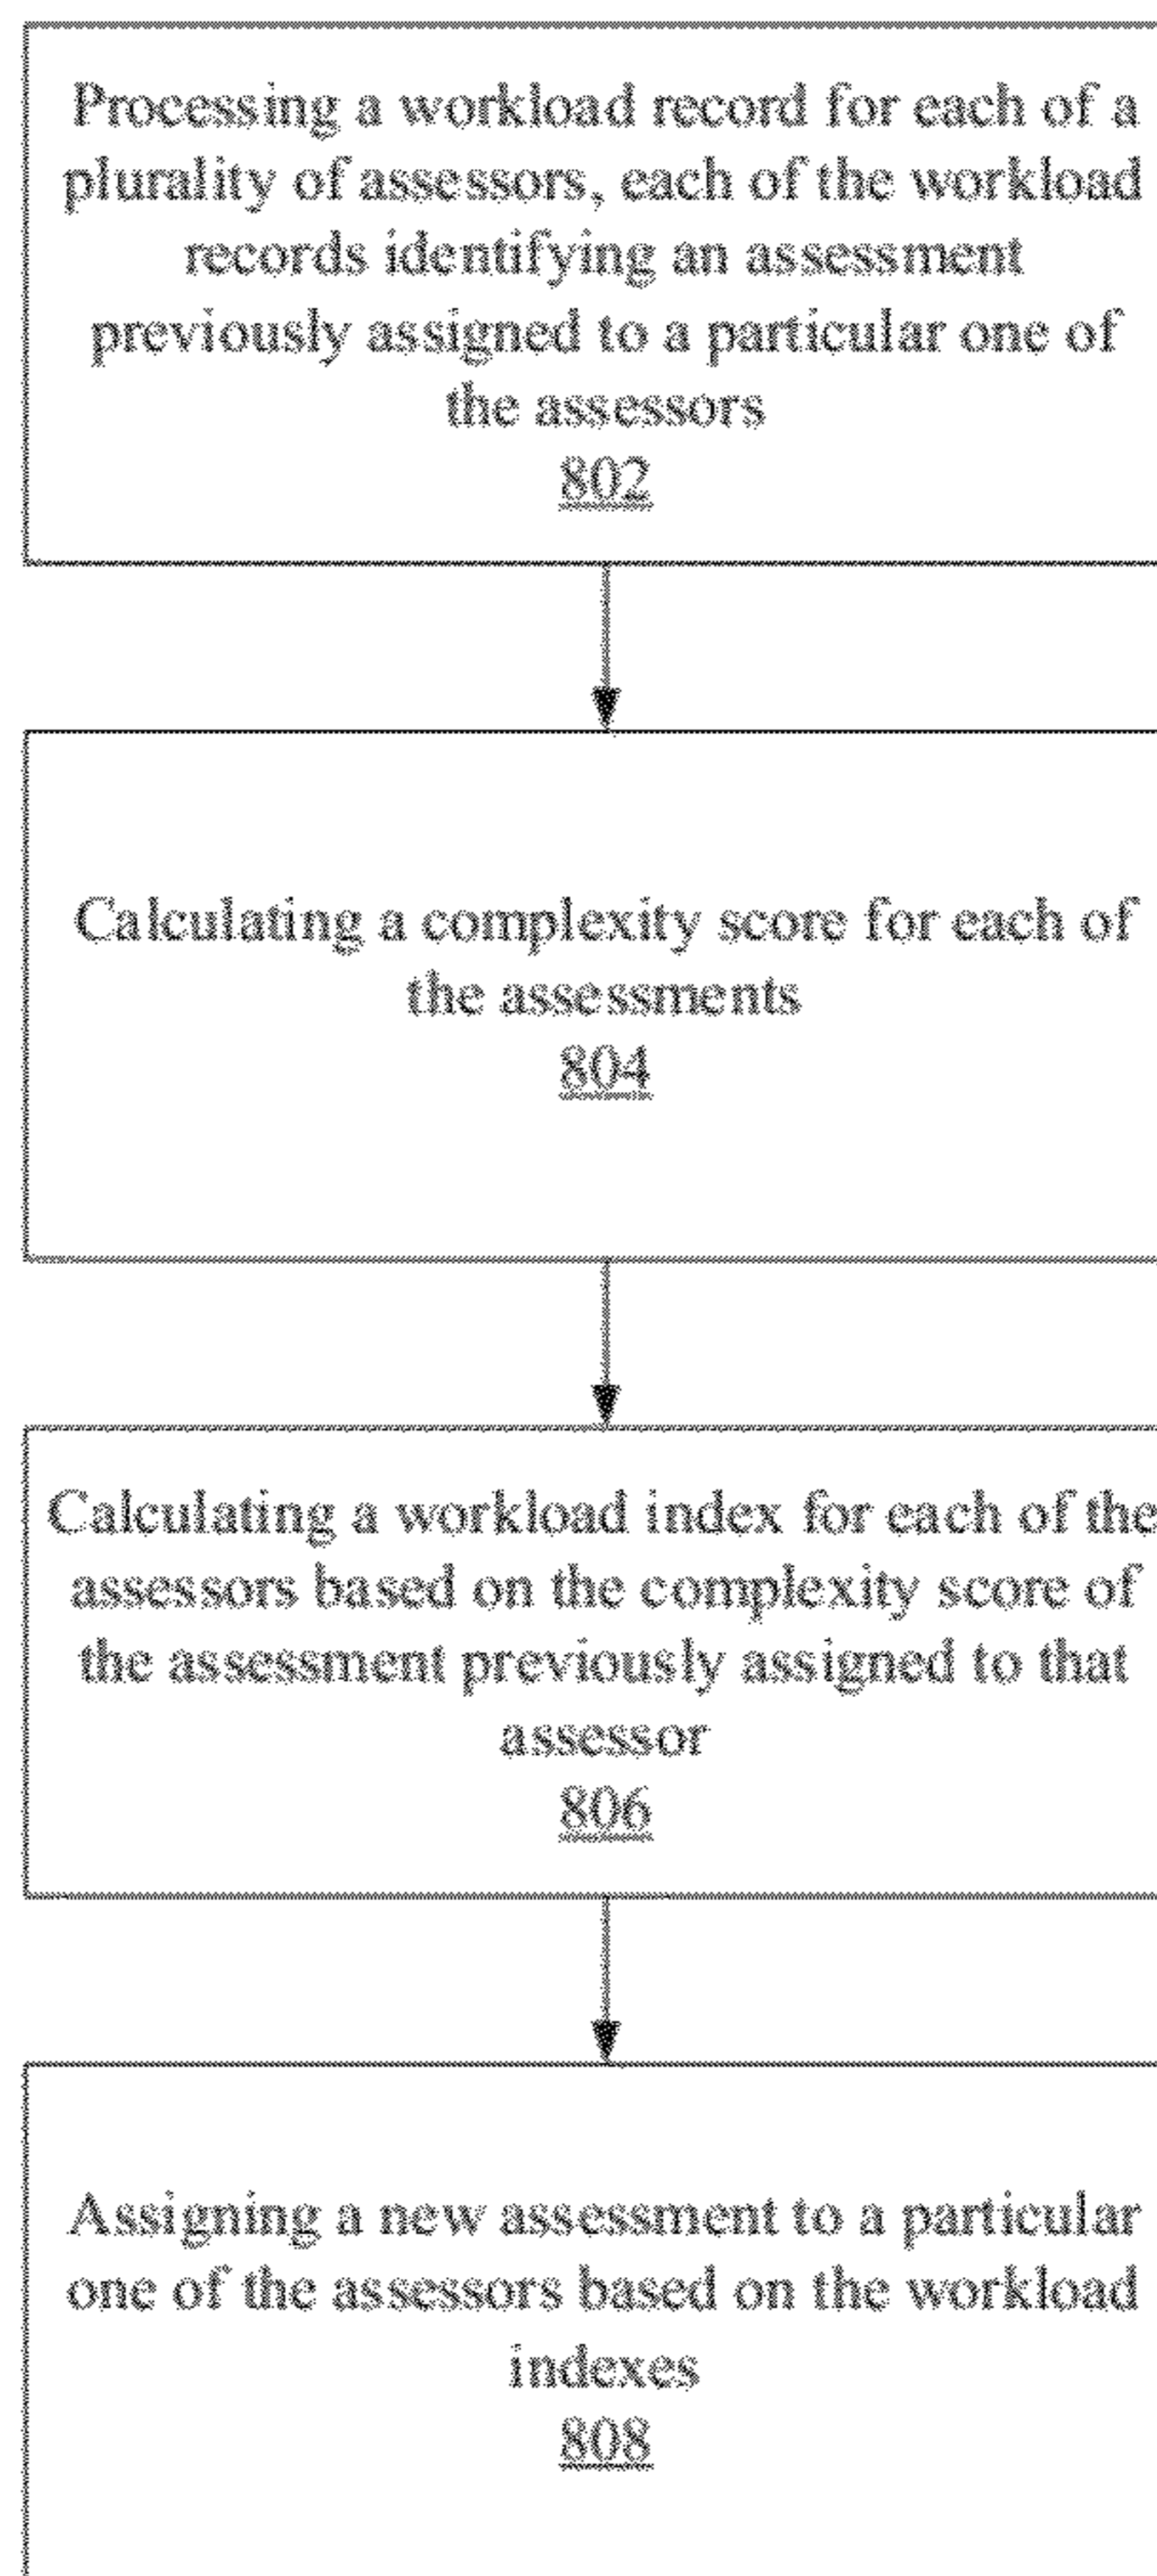 Processing a workload record for each of a
plurality of assessors, each of the workload
records identifying an assessment
previously assigned to a particular one of
the assessors
802
Calculating a complexity score for each of
the assessments
804
Calculating a workload index for each of the
assessors based on the complexity score of
the assessment previously assigned to that
assessor
806
Assigning a new assessment to a particular
one of the assessors based on the workload
indexes
808